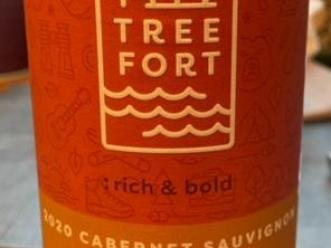 TREE
FORT
: rich & bold
2020 CABERNET SAUVIGNON